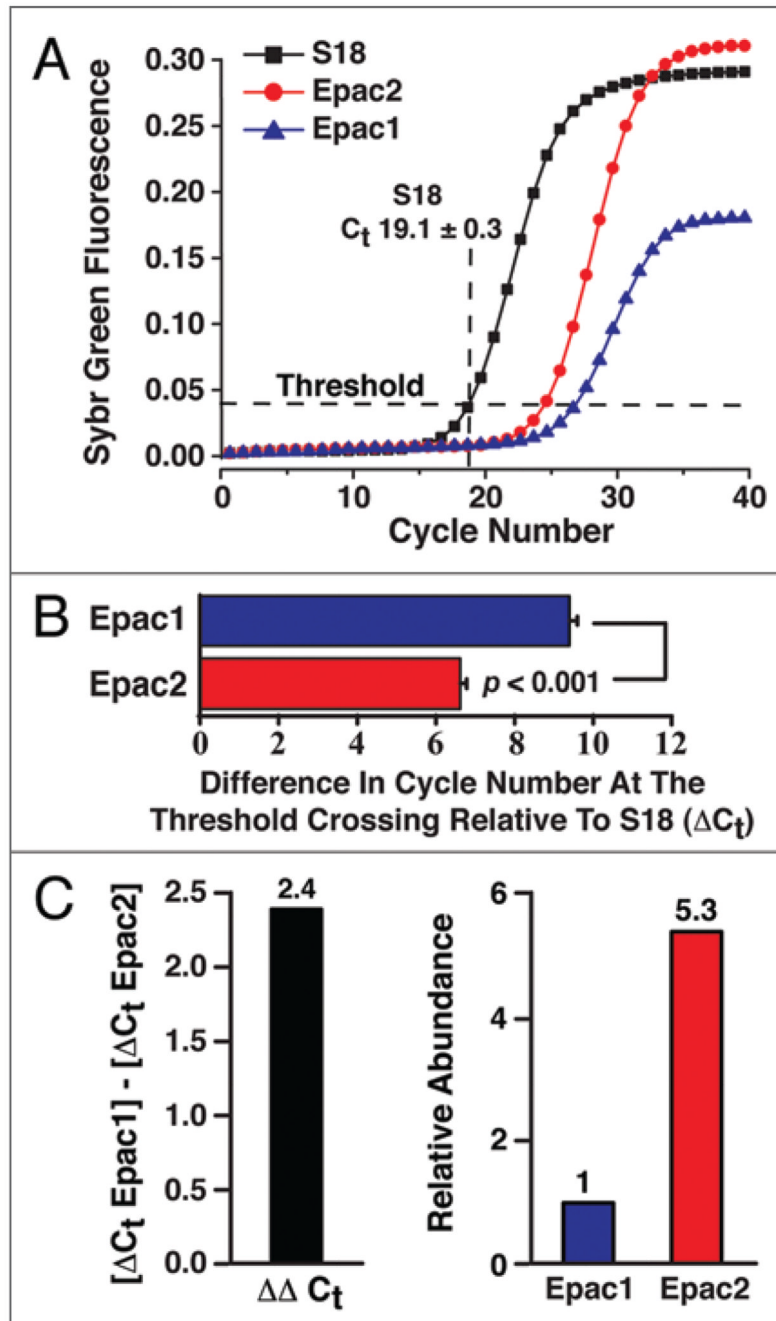 A
S18
Epac2
Epac1
S18
Ct 19.1 ± 0.3
Threshold
Sybr Green Fluorescence
0.30
0.25
0.20
0.15
0.10
0.05
0.00
0 10 20 30 40
Cycle Number
B
Epac1
Epac2
p < 0.001
0 2 4 6 8 10 12
Difference In Cycle Number At The
Threshold Crossing Relative To S18 (ΔCt)
C
[ΔCt Epac1] - [ΔCt Epac2]
2.5
2.0
1.5
1.0
0.5
0.0
2.4
ΔΔ Ct
Relative Abundance
6
4
2
0
1
5.3
Epac1 Epac2